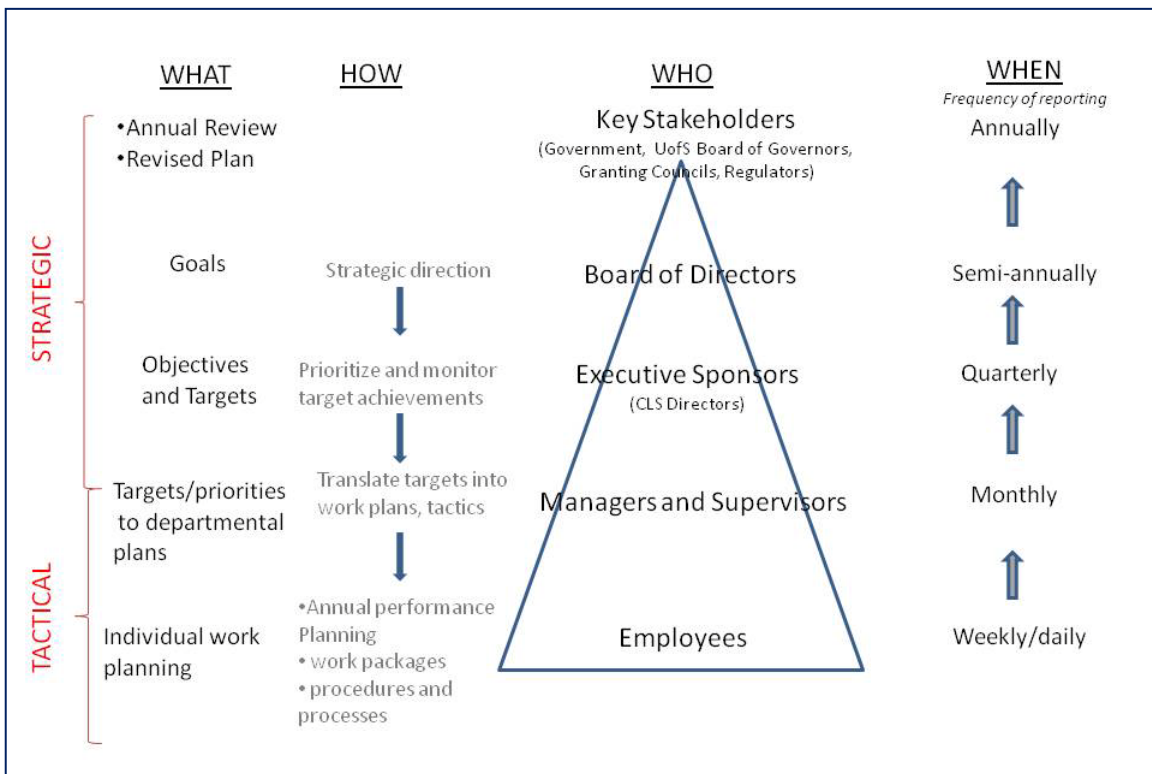 WHAT
HOW
WHO
WHEN
Frequency of reporting
STRATEGIC
•Annual Review
•Revised Plan
Key Stakeholders
(Government, UofS Board of Governors,
Granting Councils, Regulators)
Annually
Goals
Strategic direction
Board of Directors
Semi-annually
Objectives
and Targets
Prioritize and monitor
target achievements
Executive Sponsors
(CLS Directors)
Quarterly
TACTICAL
Targets/priorities
to departmental
plans
Translate targets into
work plans, tactics
Managers and Supervisors
Monthly
Individual work
planning
•Annual performance
Planning
• work packages
• procedures and
processes
Employees
Weekly/daily